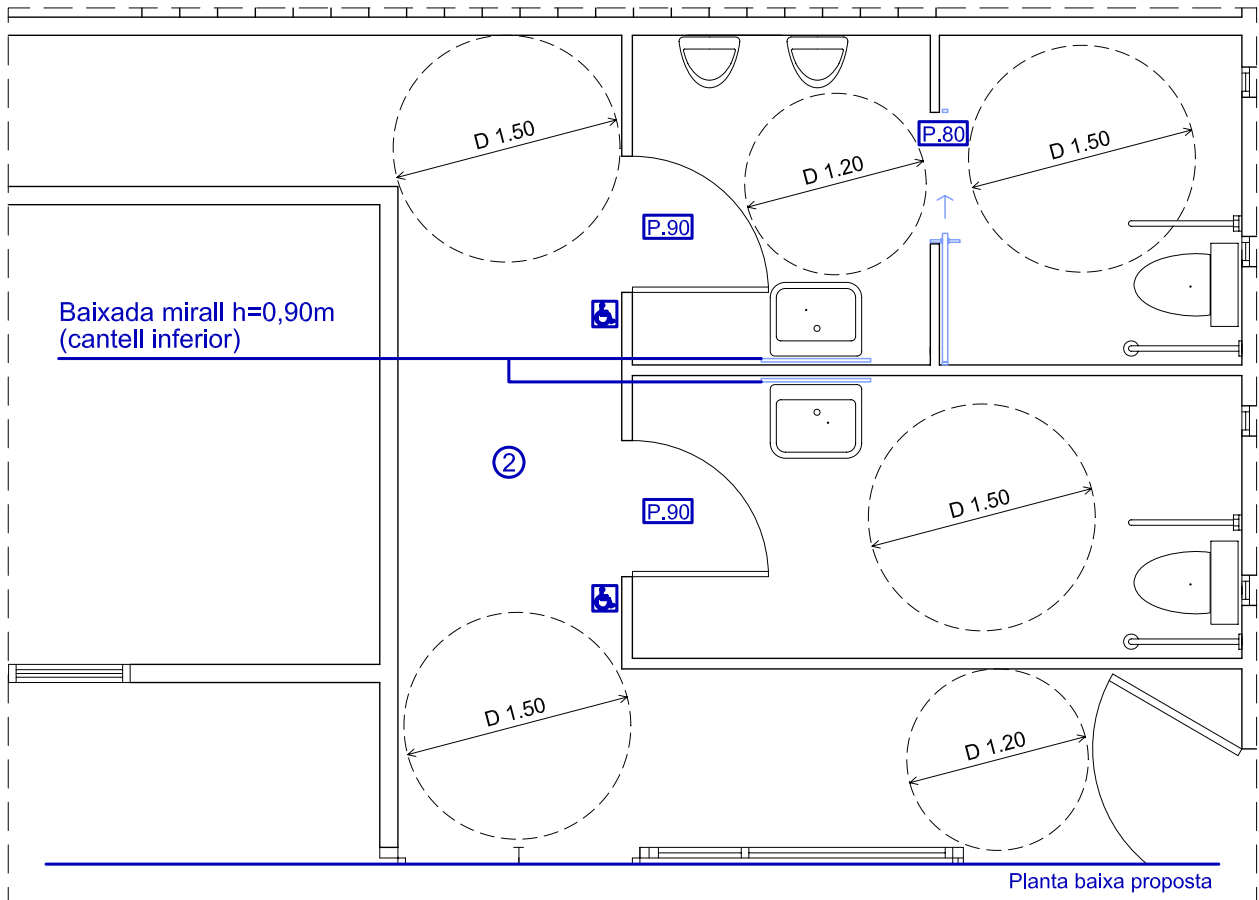 D 1.50
D 1.20
P.80
D 1.50
P.90
Baixada mirall h=0,90m
(cantell inferior)
2
P.90
D 1.50
D 1.50
D 1.20
Planta baixa proposta